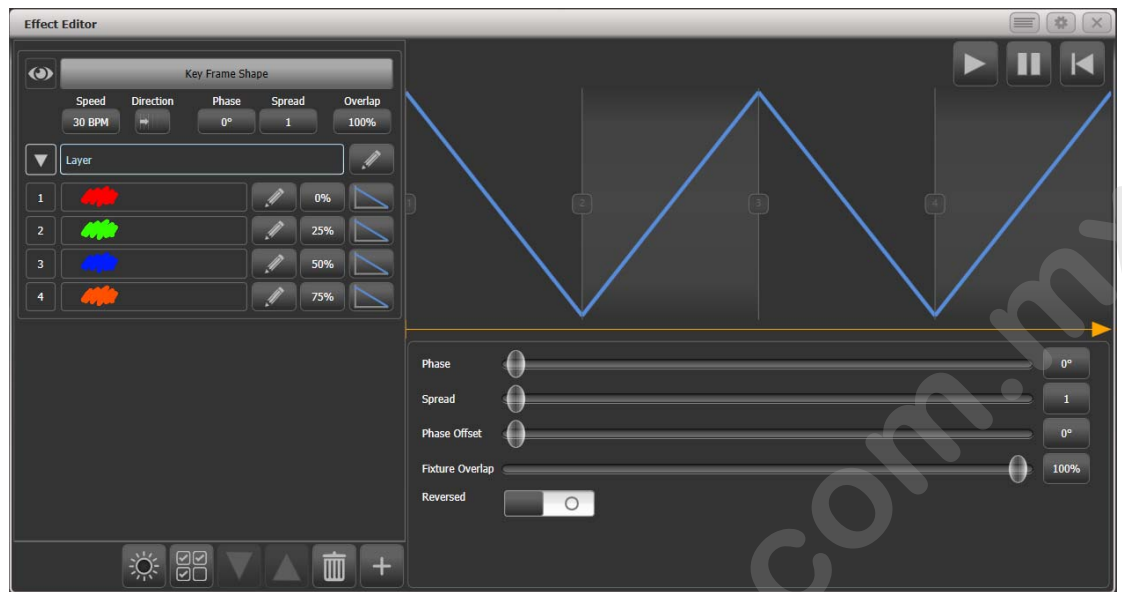 Effect Editor
Key Frame Shape
Speed Direction Phase Spread Overlap
30 BPM 0° 1 100%
Layer
1 0%
2 25%
3 50%
4 75%
1 2 3 4
Phase 0°
Spread 1
Phase Offset 0°
Fixture Overlap 100%
Reversed
com.my